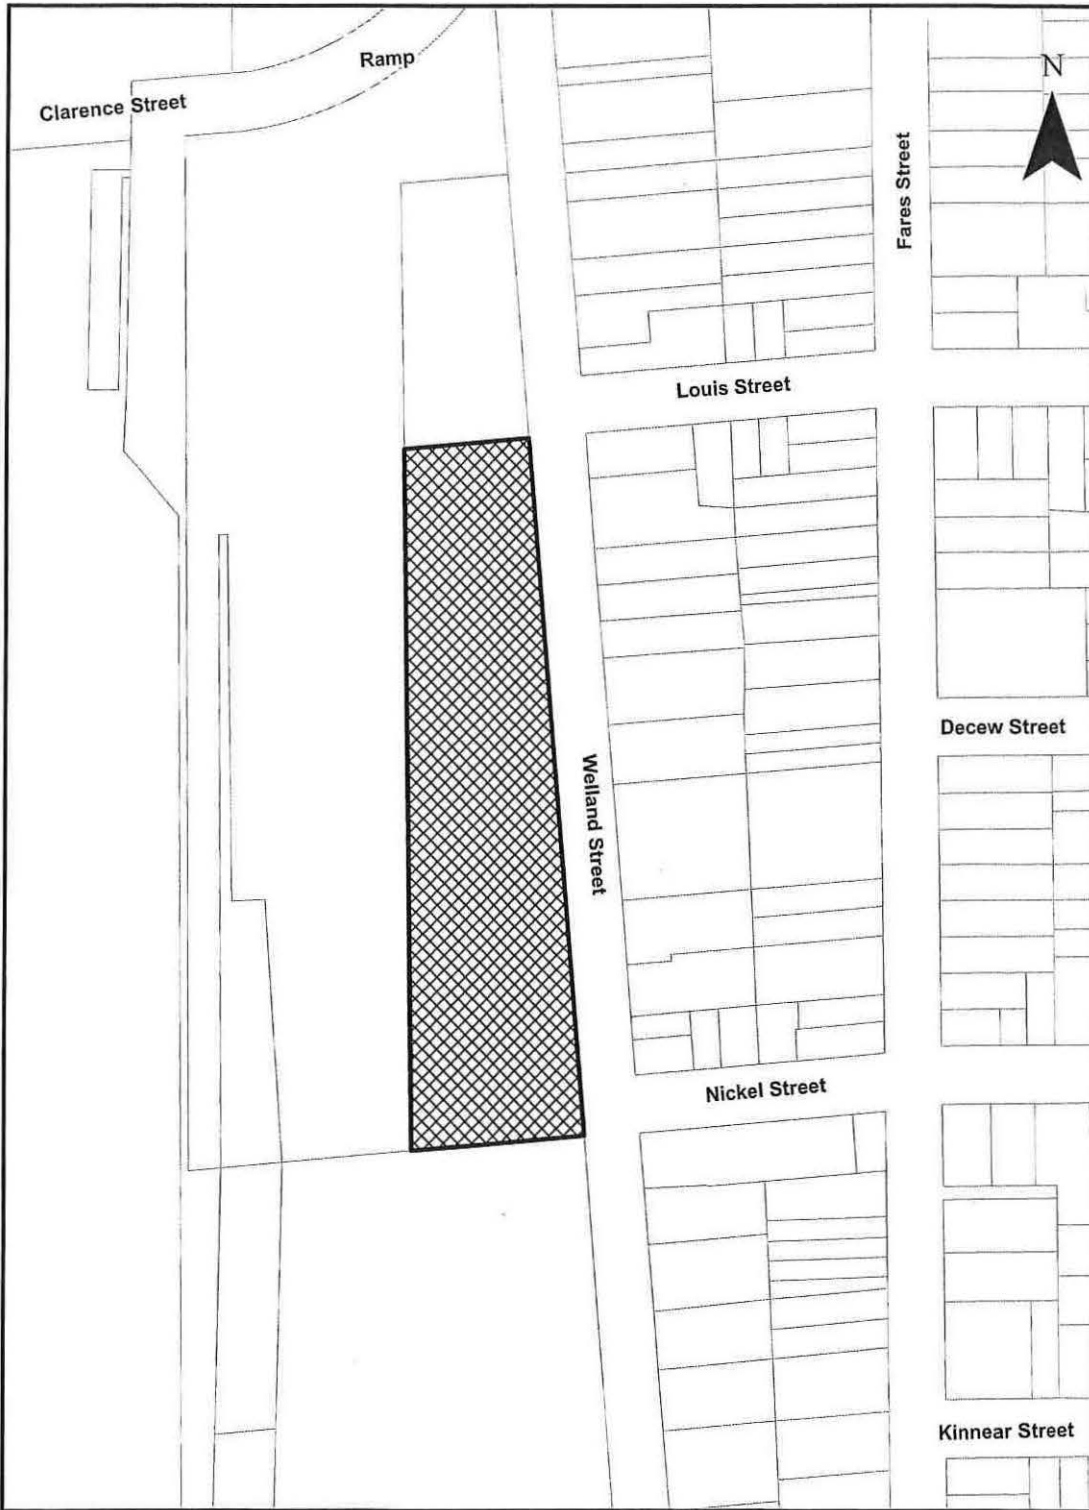 Ramp
Clarence Street
N
Fares Street
Louis Street
Decew Street
Welland Street
Nickel Street
Kinnear Street